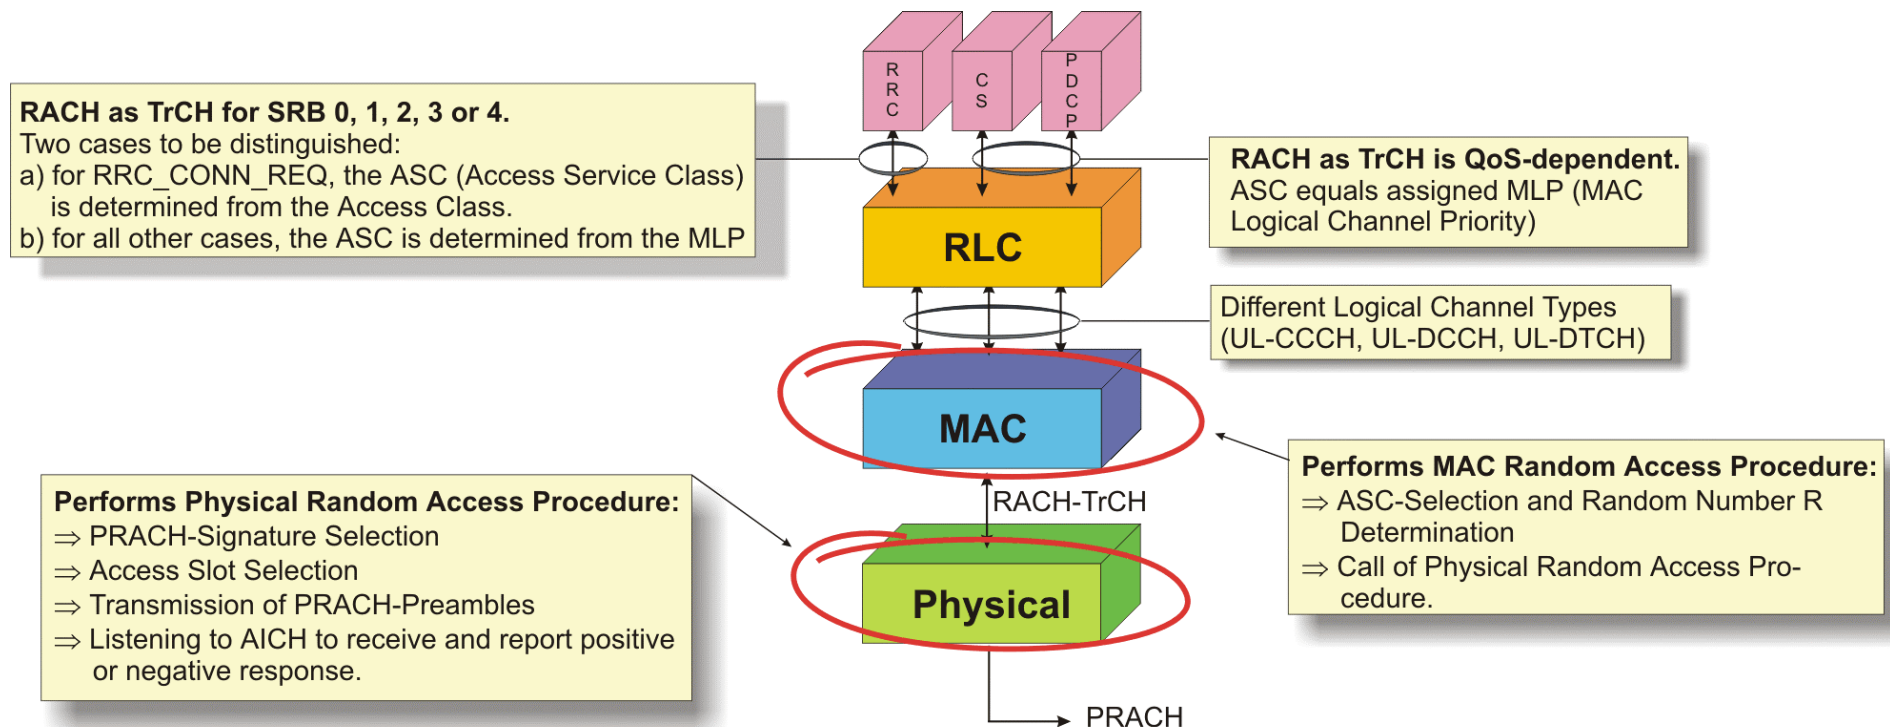 RRC
CS
PDCP
RACH as TrCH for SRB 0, 1, 2, 3 or 4.
Two cases to be distinguished:
a) for RRC_CONN_REQ, the ASC (Access Service Class)
is determined from the Access Class.
b) for all other cases, the ASC is determined from the MLP
RACH as TrCH is QoS-dependent.
ASC equals assigned MLP (MAC
Logical Channel Priority)
RLC
Different Logical Channel Types
(UL-CCCH, UL-DCCH, UL-DTCH)
MAC
Performs MAC Random Access Procedure:
⇒ ASC-Selection and Random Number R
Determination
⇒ Call of Physical Random Access Pro-
cedure.
RACH-TrCH
Performs Physical Random Access Procedure:
⇒ PRACH-Signature Selection
⇒ Access Slot Selection
⇒ Transmission of PRACH-Preambles
⇒ Listening to AICH to receive and report positive
or negative response.
Physical
PRACH